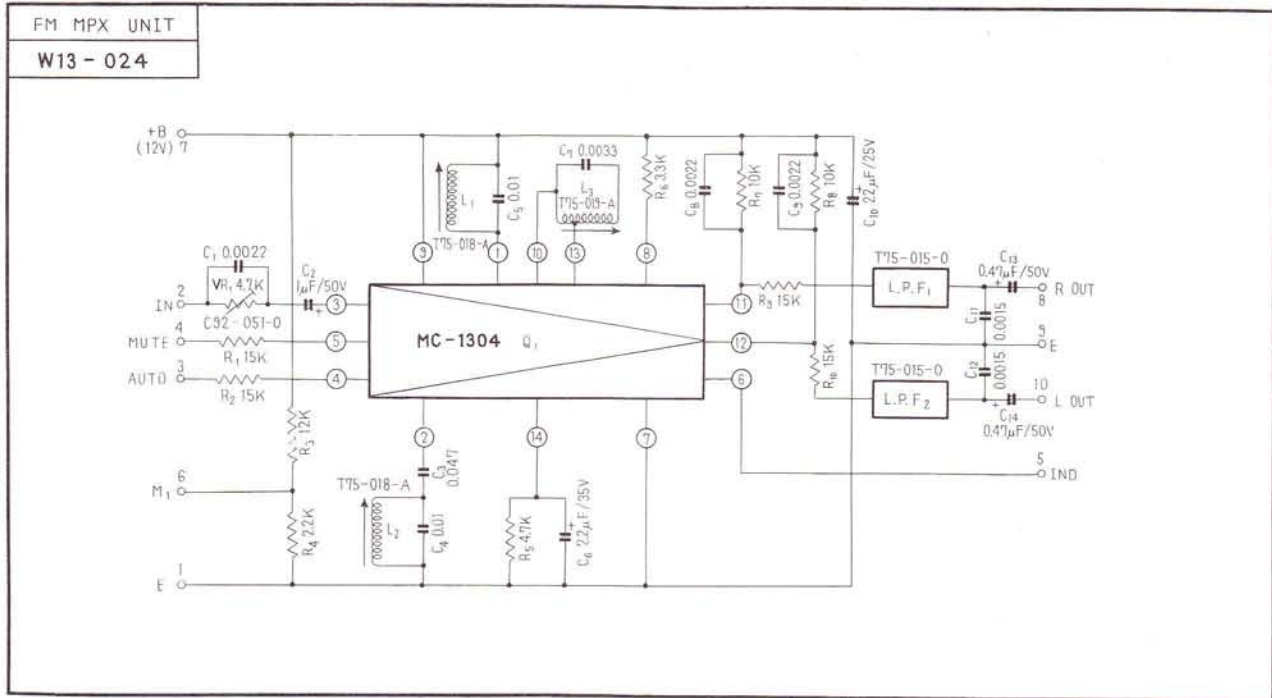 FM MPX UNIT
W13-024
+B
(12V) 7
C7 0.0033
L3
T75-019-A
L1
C5 0.01
T75-018-A
R6 3.3K
C8 0.0022
R7 10K
C9 0.0022
R8 10K
C10 22μF/25V
9
1
10
13
8
C1 0.0022
VR1 4.7K
C92-051-0
C2
1μF/50V
2
IN
3
4
MUTE
R1 15K
5
3
AUTO
R2 15K
4
MC-1304 Q1
11
12
6
R9 15K
T75-015-0
L.P.F1
C13
0.47μF/50V
8
R OUT
C11
0.0015
9
E
C12
0.0015
R10 15K
T75-015-0
L.P.F2
10
L OUT
C14
0.47μF/50V
5
IND
2
14
7
R3 12K
6
M1
R4 2.2K
C3
0.047
T75-018-A
L2
C4 0.01
R5 4.7K
C6 2.2μF/35V
1
E